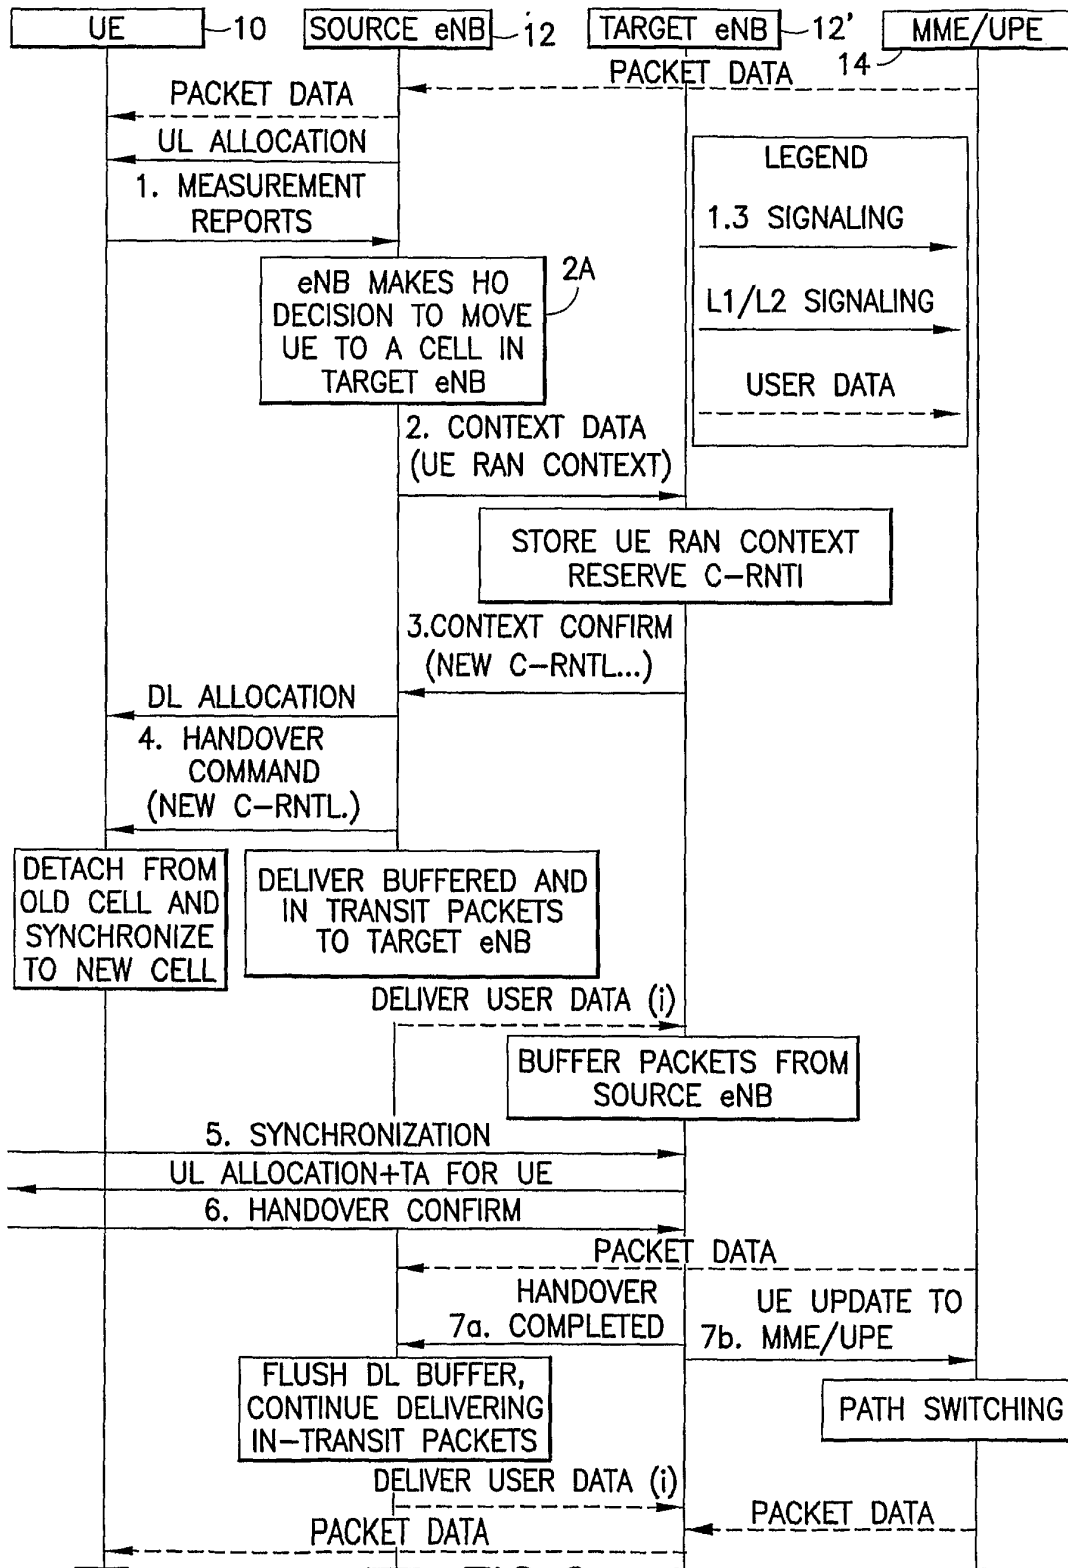 UE
10
SOURCE eNB
12
TARGET eNB
12'
MME/UPE
14
PACKET DATA
PACKET DATA
UL ALLOCATION
1. MEASUREMENT
REPORTS
LEGEND
1.3 SIGNALING
L1/L2 SIGNALING
USER DATA
eNB MAKES HO
DECISION TO MOVE
UE TO A CELL IN
TARGET eNB
2A
2. CONTEXT DATA
(UE RAN CONTEXT)
STORE UE RAN CONTEXT
RESERVE C-RNTI
3.CONTEXT CONFIRM
(NEW C-RNTL...)
DL ALLOCATION
4. HANDOVER
COMMAND
(NEW C-RNTL.)
DETACH FROM
OLD CELL AND
SYNCHRONIZE
TO NEW CELL
DELIVER BUFFERED AND
IN TRANSIT PACKETS
TO TARGET eNB
DELIVER USER DATA (i)
BUFFER PACKETS FROM
SOURCE eNB
5. SYNCHRONIZATION
UL ALLOCATION+TA FOR UE
6. HANDOVER CONFIRM
PACKET DATA
HANDOVER
7a. COMPLETED
UE UPDATE TO
7b. MME/UPE
FLUSH DL BUFFER,
CONTINUE DELIVERING
IN-TRANSIT PACKETS
PATH SWITCHING
DELIVER USER DATA (i)
PACKET DATA
PACKET DATA